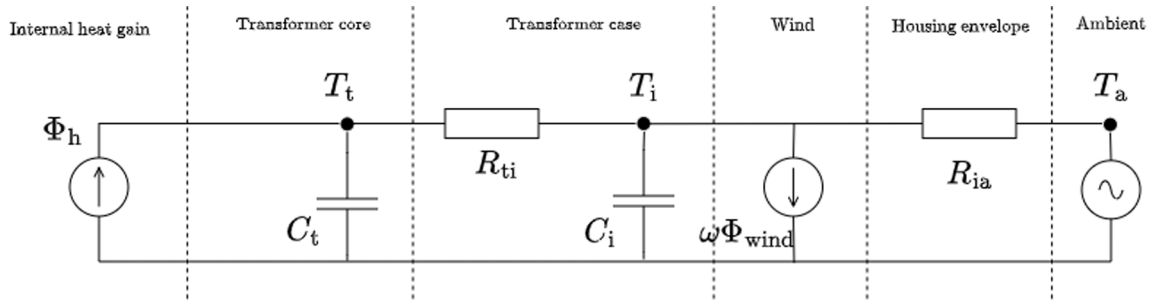 Internal heat gain
Transformer core
Transformer case
Wind
Housing envelope
Ambient
Tt
Ti
Ta
Φh
Rti
Ria
Ct
Ci
ωΦwind